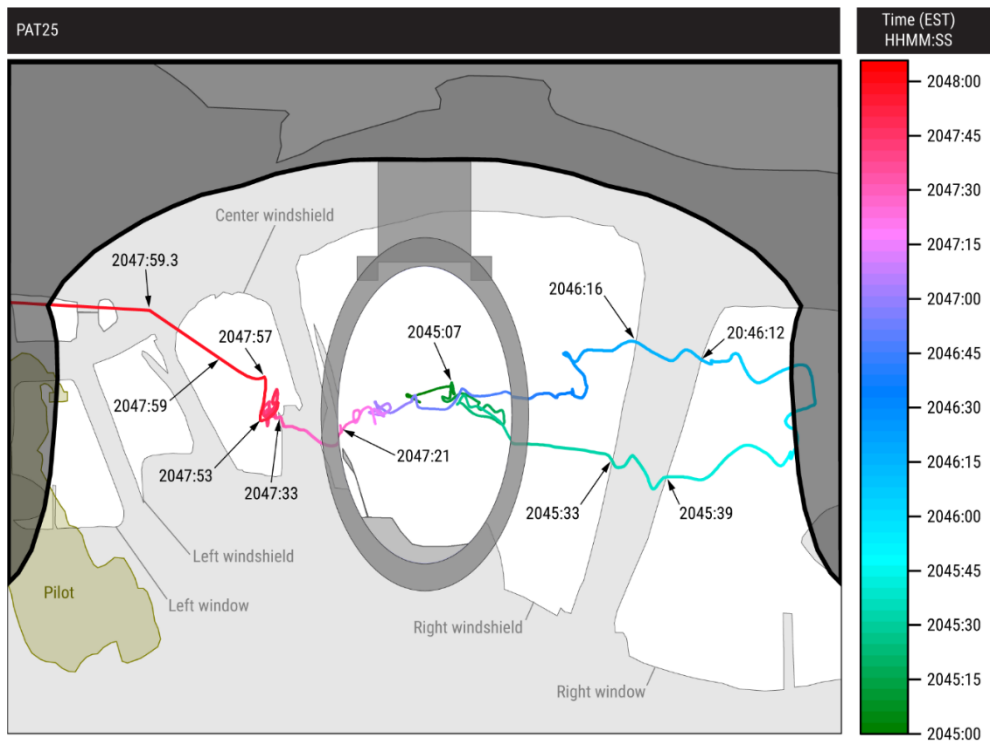 PAT25
Time (EST)
HHMM:SS
Center windshield
2047:59.3
2047:57
2045:07
2046:16
20:46:12
2047:59
2047:53
2047:33
2047:21
2045:33
2045:39
Left windshield
Pilot
Left window
Right windshield
Right window
2048:00
2047:45
2047:30
2047:15
2047:00
2046:45
2046:30
2046:15
2046:00
2045:45
2045:30
2045:15
2045:00